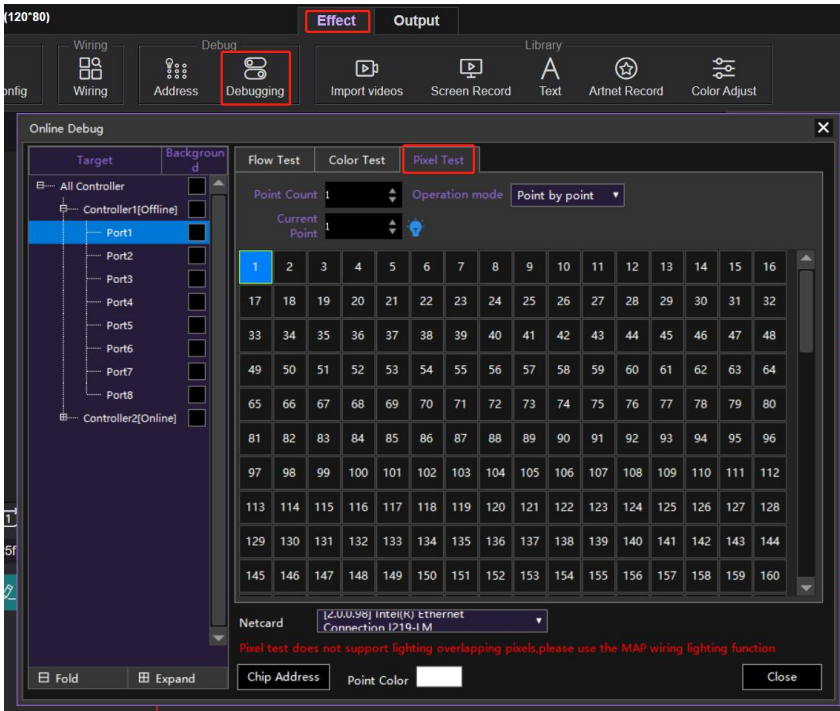 (120*80)
Effect
Output
Wiring
Debug
Library
Wiring
Address
Debugging
Import videos
Screen Record
Text
Artnet Record
Color Adjust
Online Debug
Target
Backgroun
d
All Controller
Controller1[Offline]
Port1
Port2
Port3
Port4
Port5
Port6
Port7
Port8
Controller2[Online]
Fold
Expand
Flow Test
Color Test
Pixel Test
Point Count 1
Operation mode
Point by point
Current
Point 1
1 2 3 4 5 6 7 8 9 10 11 12 13 14 15 16
17 18 19 20 21 22 23 24 25 26 27 28 29 30 31 32
33 34 35 36 37 38 39 40 41 42 43 44 45 46 47 48
49 50 51 52 53 54 55 56 57 58 59 60 61 62 63 64
65 66 67 68 69 70 71 72 73 74 75 76 77 78 79 80
81 82 83 84 85 86 87 88 89 90 91 92 93 94 95 96
97 98 99 100 101 102 103 104 105 106 107 108 109 110 111 112
113 114 115 116 117 118 119 120 121 122 123 124 125 126 127 128
129 130 131 132 133 134 135 136 137 138 139 140 141 142 143 144
145 146 147 148 149 150 151 152 153 154 155 156 157 158 159 160
Netcard
[2.0.0.98] Intel(R) Ethernet
Connection I219-LM
Pixel test does not support lighting overlapping pixels,please use the MAP wiring lighting function
Chip Address
Point Color
Close